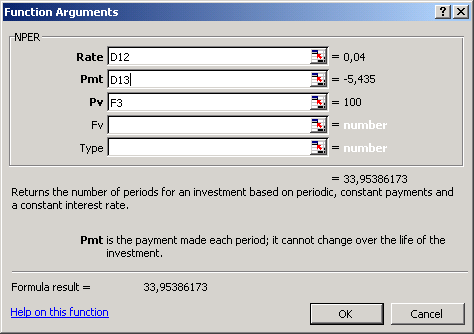 Function Arguments
NPER
Rate D12 = 0,04
Pmt D13 = -5,435
Pv F3 = 100
Fv = number
Type = number
= 33,95386173
Returns the number of periods for an investment based on periodic, constant payments and
a constant interest rate.
Pmt is the payment made each period; it cannot change over the life of the
investment.
Formula result = 33,95386173
Help on this function
OK Cancel